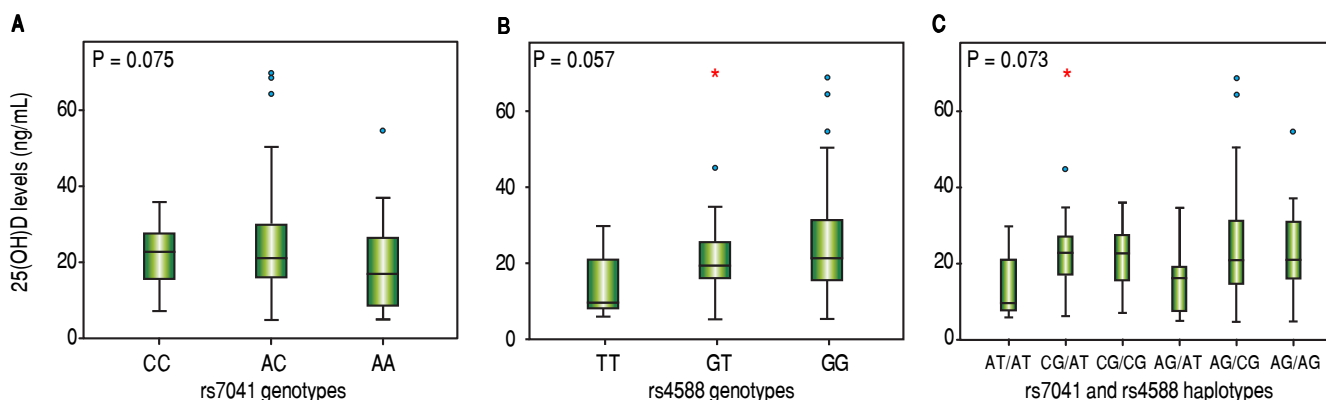 A
P = 0.075
25(OH)D levels (ng/mL)
60
40
20
0
CC AC AA
rs7041 genotypes
B
P = 0.057
*
60
40
20
0
TT GT GG
rs4588 genotypes
C
P = 0.073
*
60
40
20
0
AT/AT CG/AT CG/CG AG/AT AG/CG AG/AG
rs7041 and rs4588 haplotypes